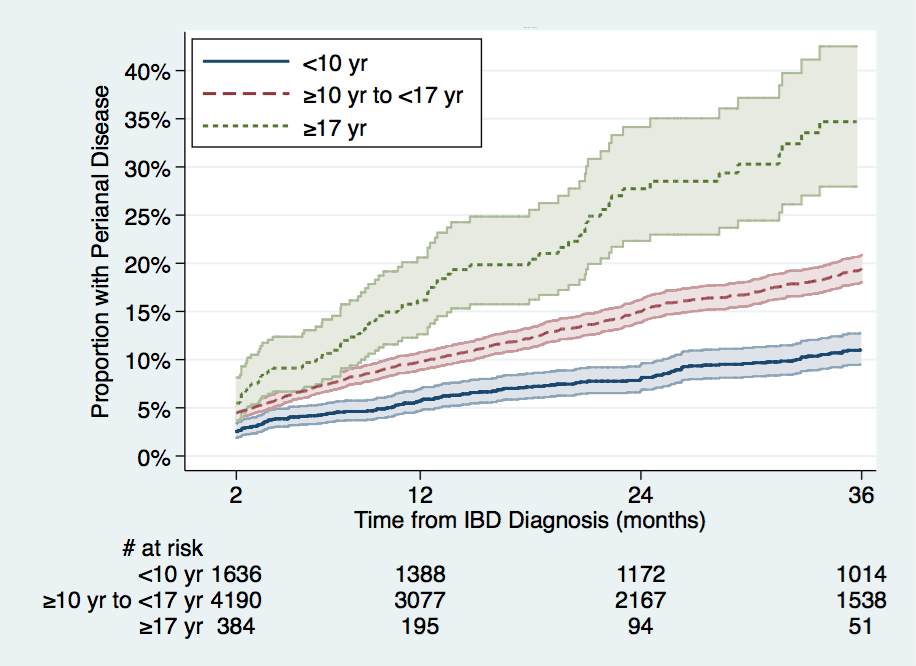 40%
35%
30%
25%
20%
15%
10%
5%
0%
Proportion with Perianal Disease
<10 yr
≥10 yr to <17 yr
≥17 yr
2 12 24 36
Time from IBD Diagnosis (months)
# at risk
<10 yr 1636 1388 1172 1014
≥10 yr to <17 yr 4190 3077 2167 1538
≥17 yr 384 195 94 51